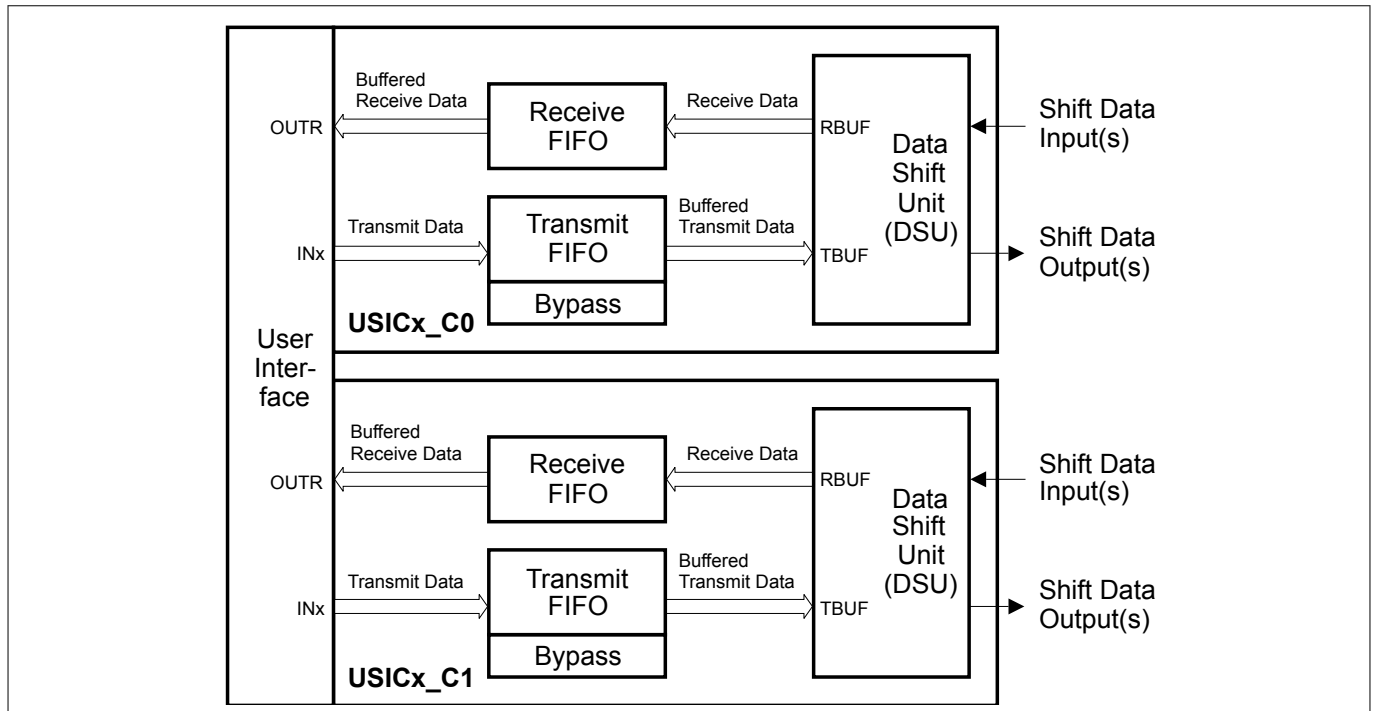 Buffered
Receive Data
OUTR
Receive
FIFO
Receive Data
RBUF
Data
Shift
Unit
(DSU)
Shift Data
Input(s)
Transmit Data
INx
Transmit
FIFO
Bypass
Buffered
Transmit Data
TBUF
Shift Data
Output(s)
USICx_C0
User
Inter-
face
Buffered
Receive Data
OUTR
Receive
FIFO
Receive Data
RBUF
Data
Shift
Unit
(DSU)
Shift Data
Input(s)
Transmit Data
INx
Transmit
FIFO
Bypass
Buffered
Transmit Data
TBUF
Shift Data
Output(s)
USICx_C1